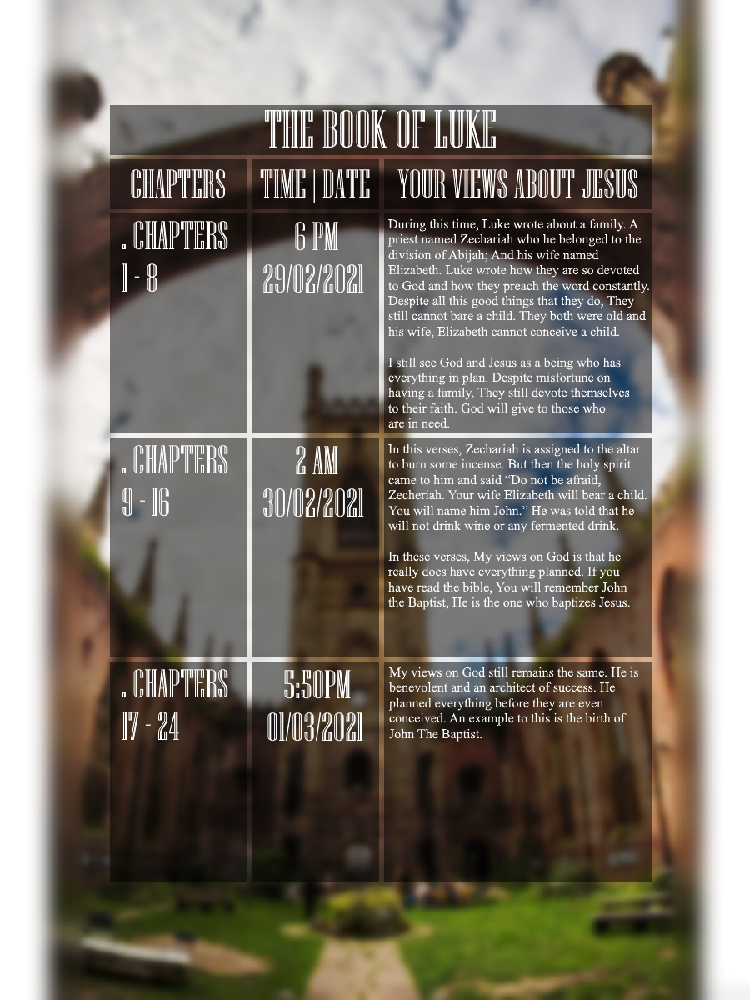 THE BOOK OF LUKE
CHAPTERS
TIME | DATE
YOUR VIEWS ABOUT JESUS
. CHAPTERS
1 - 8
6 PM
29/02/2021
During this time, Luke wrote about a family. A
priest named Zechariah who he belonged to the
division of Abijah; And his wife named
Elizabeth. Luke wrote how they are so devoted
to God and how they preach the word constantly.
Despite all this good things that they do, They
still cannot bare a child. They both were old and
his wife, Elizabeth cannot conceive a child.
I still see God and Jesus as a being who has
everything in plan. Despite misfortune on
having a family, They still devote themselves
to their faith. God will give to those who
are in need.
. CHAPTERS
9 - 16
2 AM
30/02/2021
In this verses, Zechariah is assigned to the altar
to burn some incense. But then the holy spirit
came to him and said “Do not be afraid,
Zecheriah. Your wife Elizabeth will bear a child.
You will name him John.” He was told that he
will not drink wine or any fermented drink.
In these verses, My views on God is that he
really does have everything planned. If you
have read the bible, You will remember John
the Baptist, He is the one who baptizes Jesus.
. CHAPTERS
17 - 24
5:50PM
01/03/2021
My views on God still remains the same. He is
benevolent and an architect of success. He
planned everything before they are even
conceived. An example to this is the birth of
John The Baptist.